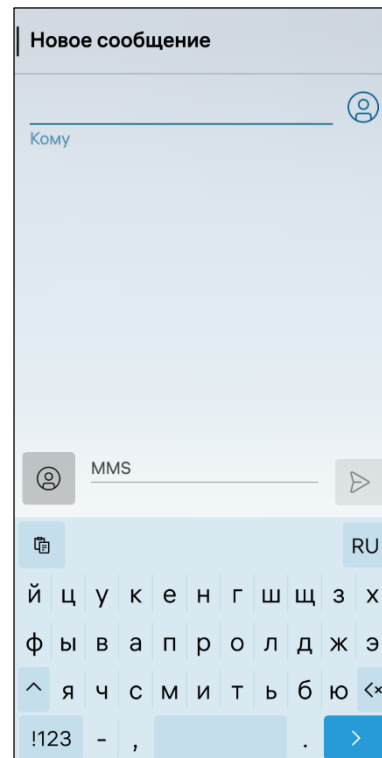 Новое сообщение
Кому
MMS
RU
й ц у к е н г ш щ з х
ф ы в а п р о л д ж э
я ч с м и т ь б ю
!123 - , .